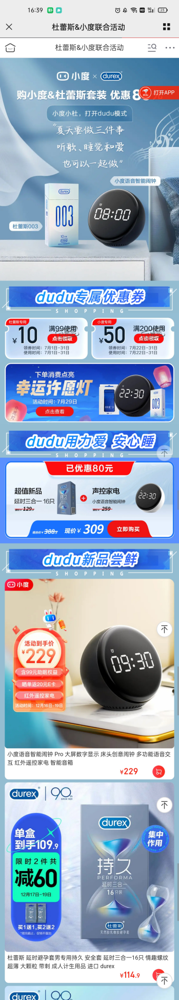 16:39
23
杜蕾斯&小度联合活动
杜蕾斯&小度联合活动
小度 × durex
购小度&杜蕾斯套装 优惠8
打开APP
小度小杜，打开dudu模式
“夏天要做三件事
听歌、睡觉和爱
也可以一起做”
小度语音智能闹钟
durex
003
10
08:00
杜蕾斯003
dudu专属优惠券
SHOPPING
杜蕾斯专用
¥10
满99使用
点击领取
领券时间：7月1日-31日
使用时间：7月1日-31日
小度专用
¥50
满200使用
点击领取
领券时间：7月22日-31日
使用时间：7月22日-31日
下单消费点亮
幸运许愿灯
活动时间：7月29日
点击查看
22:30
003
dudu用力爱 安心睡
SHOPPING
已优惠80元
超值新品
延时三合一 16只
129
持久
+
声控家电
小度语音智能闹钟
259
22:30
388
现价¥309
立即购买
dudu新品尝鲜
SHOPPING
小度
活动到手价
¥229
含99元助眠权益
晒单返20元E卡
红外遥控家电
活动时间：12月16日-19日
09:30
小度语音智能闹钟 Pro 大屏数字显示 床头创意闹钟 多功能语音交
互 红外遥控家电 智能音箱
¥229
durex
90TH
SINCE 1929
单盒
到手109.9
限时2件共
减60
12月17日-19日
买1送1,买2送2
durex
持久
PERFORMA
延时三合一
16只装
杜蕾斯
集中
作用
杜蕾斯 延时避孕套男专用持久 安全套 延时三合一16只 情趣螺纹
超薄 大颗粒 带刺 成人计生用品 进口 durex
¥114.9
durex